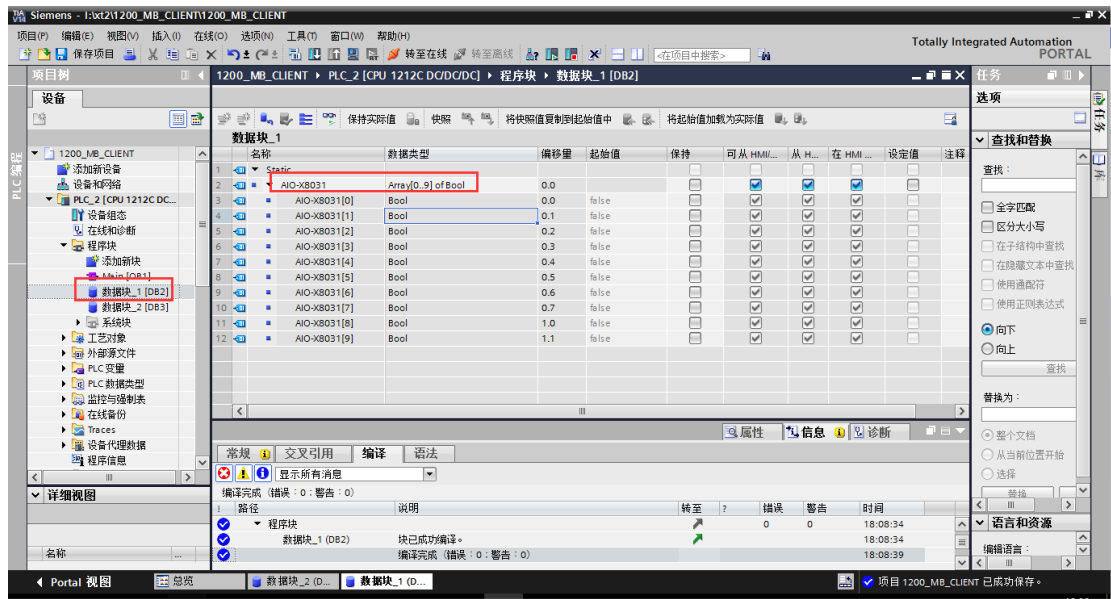 Siemens - I:\xt2\1200_MB_CLIENT\1200_MB_CLIENT
项目(P) 编辑(E) 视图(V) 插入(I) 在线(O) 选项(N) 工具(T) 窗口(W) 帮助(H)
Totally Integrated Automation
PORTAL
保存项目 转至在线 转至离线 <在项目中搜索>
项目树
1200_MB_CLIENT ▸ PLC_2 [CPU 1212C DC/DC/DC] ▸ 程序块 ▸ 数据块_1 [DB2]
任务
设备
选项
保持实际值 快照 将快照值复制到起始值中 将起始值加载为实际值
数据块_1
名称 数据类型 偏移量 起始值 保持 可从 HMI/... 从 H... 在 HMI ... 设定值 注释
1 Static
2 AIO-X8031 Array[0..9] of Bool 0.0
3 AIO-X8031[0] Bool 0.0 false
4 AIO-X8031[1] Bool 0.1 false
5 AIO-X8031[2] Bool 0.2 false
6 AIO-X8031[3] Bool 0.3 false
7 AIO-X8031[4] Bool 0.4 false
8 AIO-X8031[5] Bool 0.5 false
9 AIO-X8031[6] Bool 0.6 false
10 AIO-X8031[7] Bool 0.7 false
11 AIO-X8031[8] Bool 1.0 false
12 AIO-X8031[9] Bool 1.1 false
PLC 编程
1200_MB_CLIENT
添加新设备
设备和网络
PLC_2 [CPU 1212C DC...
设备组态
在线和诊断
程序块
添加新块
Main [OB1]
数据块_1 [DB2]
数据块_2 [DB3]
系统块
工艺对象
外部源文件
PLC 变量
PLC 数据类型
监控与强制表
在线备份
Traces
设备代理数据
程序信息
详细视图
名称 ...
查找和替换
查找:
全字匹配
区分大小写
在子结构中查找
在隐藏文本中查找
使用通配符
使用正则表达式
向下
向上
查找
替换为:
整个文档
从当前位置开始
选择
替换
语言和资源
编辑语言:
任务
库
属性 信息 诊断
常规 交叉引用 编译 语法
显示所有消息
编译完成 (错误:0;警告:0)
! 路径 说明 转至 ? 错误 警告 时间
程序块 0 0 18:08:34
数据块_1 (DB2) 块已成功编译。 18:08:34
编译完成 (错误:0;警告:0) 18:08:39
Portal 视图 总览 数据块_2 (D... 数据块_1 (D... 项目 1200_MB_CLIENT 已成功保存。